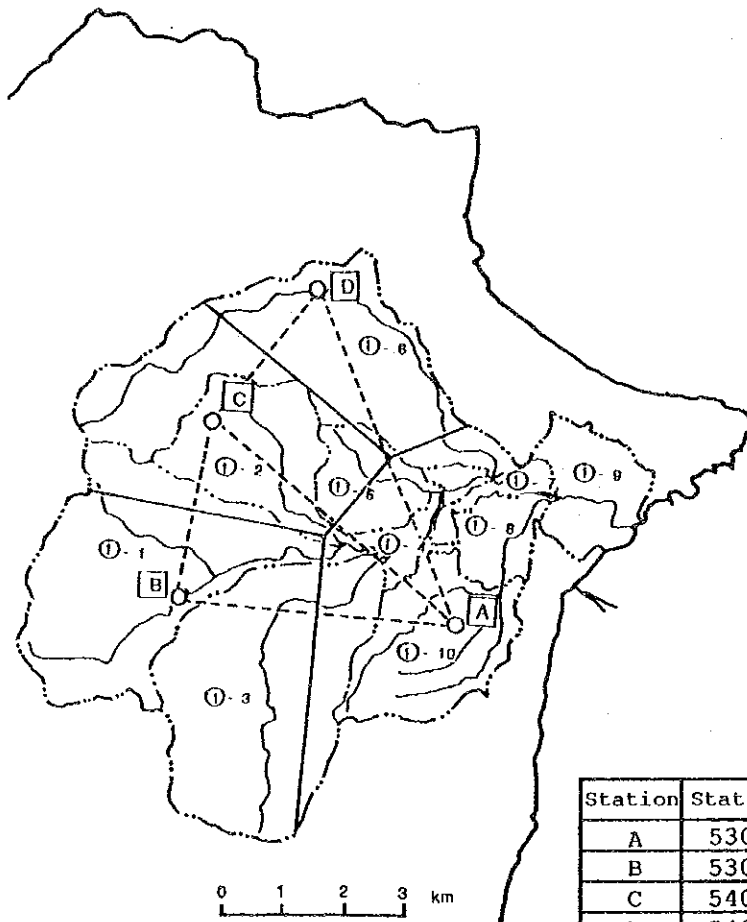 D
①- 6
C
①- 2
①- 5
①-
①- 9
①- 8
①-
①- 1
B
A
①- 10
①- 3
0 1 2 3 km
Station
A
B
C